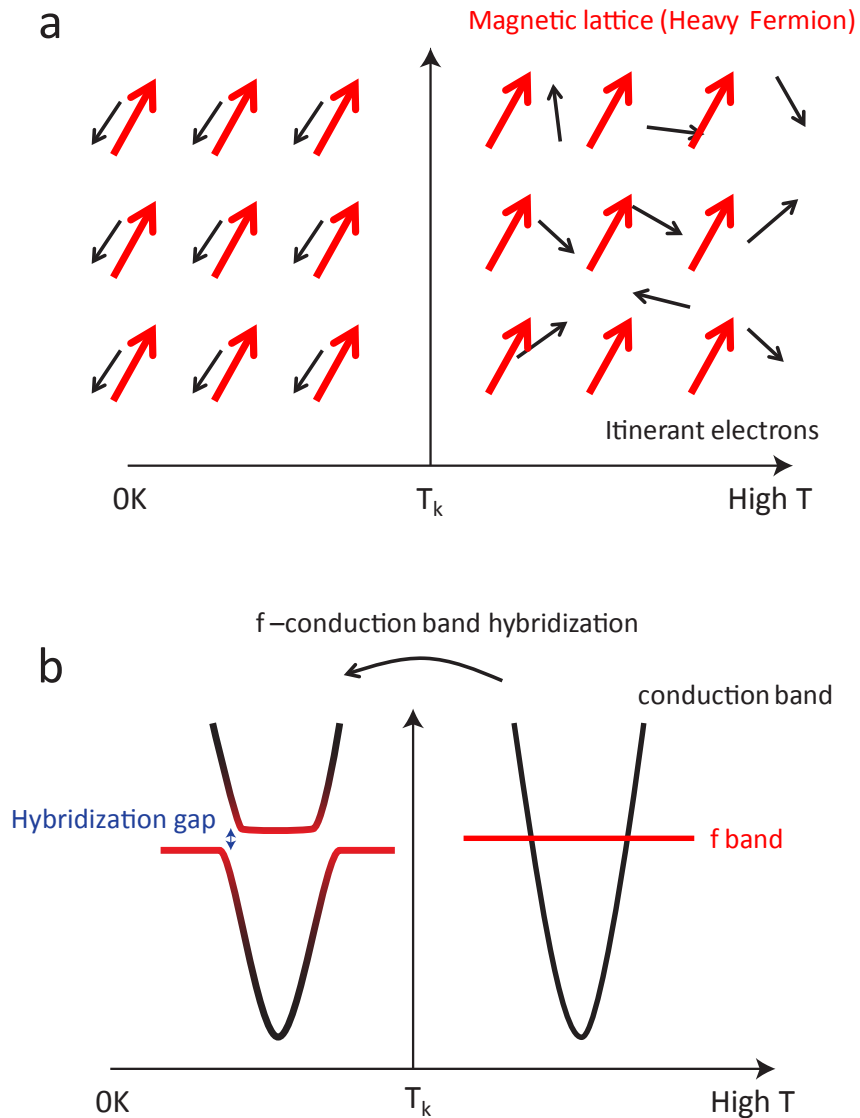 a
Magnetic lattice (Heavy Fermion)
Itinerant electrons
0K
Tk
High T
f –conduction band hybridization
b
conduction band
Hybridization gap
f band
0K
Tk
High T